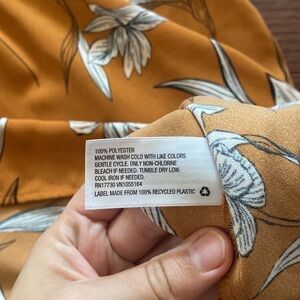 100% POLYESTER
MACHINE WASH COLD WITH LIKE COLORS.
GENTLE CYCLE. ONLY NON-CHLORINE
BLEACH IF NEEDED. TUMBLE DRY LOW.
COOL IRON IF NEEDED.
RN17730 VN1055164
LABEL MADE FROM 100% RECYCLED PLASTIC